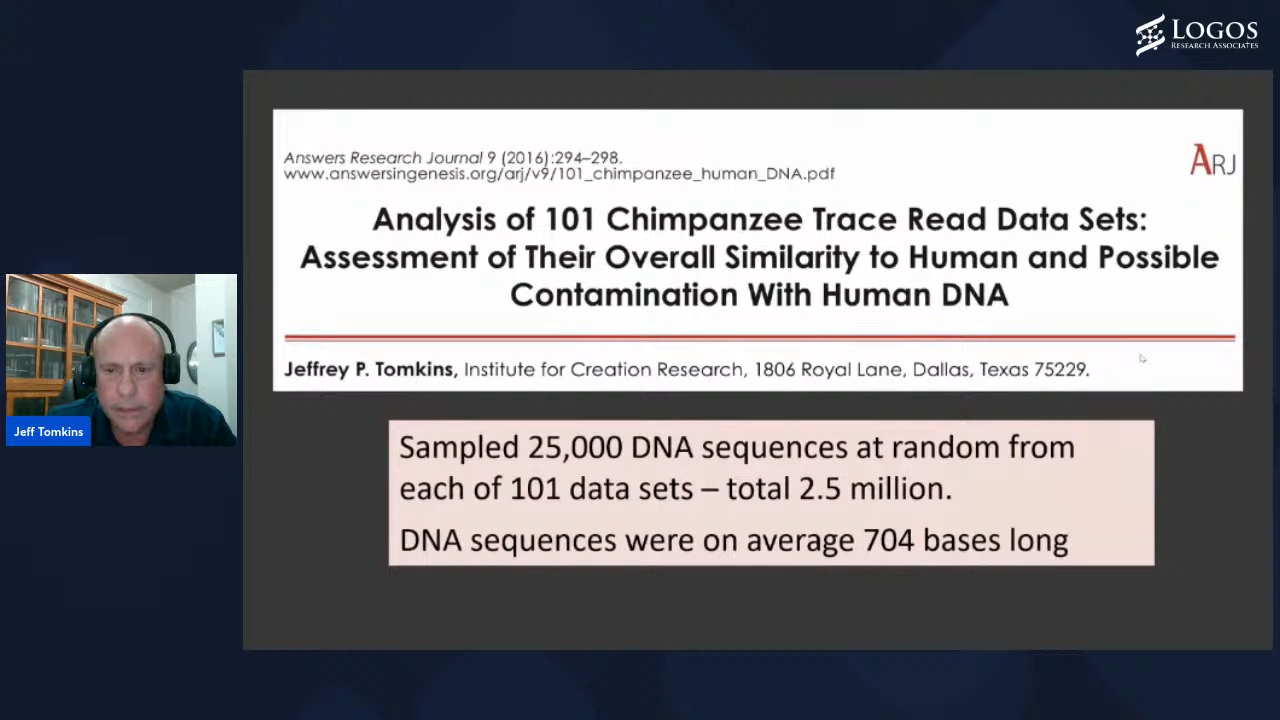 LOGOS
RESEARCH ASSOCIATES
Answers Research Journal 9 (2016):294–298.
www.answersingenesis.org/arj/v9/101_chimpanzee_human_DNA.pdf
ARJ
Analysis of 101 Chimpanzee Trace Read Data Sets:
Assessment of Their Overall Similarity to Human and Possible
Contamination With Human DNA
Jeffrey P. Tomkins, Institute for Creation Research, 1806 Royal Lane, Dallas, Texas 75229.
Jeff Tomkins
Sampled 25,000 DNA sequences at random from
each of 101 data sets – total 2.5 million.
DNA sequences were on average 704 bases long